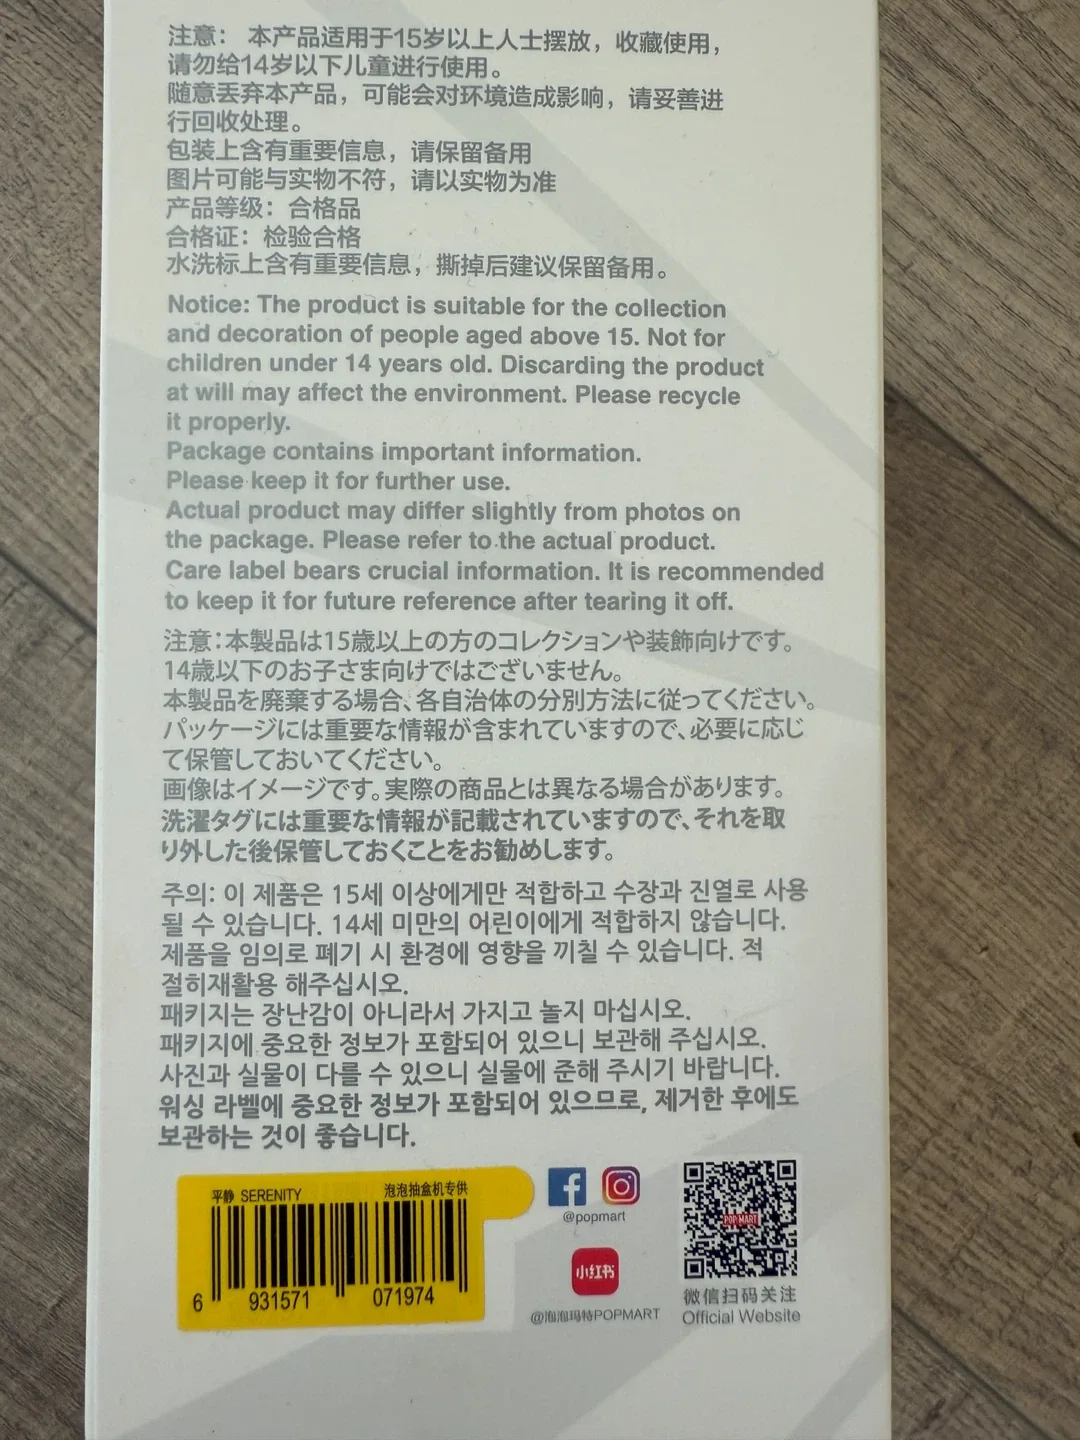 注意： 本产品适用于15岁以上人士摆放，收藏使用，
请勿给14岁以下儿童进行使用。
随意丢弃本产品，可能会对环境造成影响，请妥善进
行回收处理。
包装上含有重要信息，请保留备用
图片可能与实物不符，请以实物为准
产品等级：合格品
合格证：检验合格
水洗标上含有重要信息，撕掉后建议保留备用。
Notice: The product is suitable for the collection
and decoration of people aged above 15. Not for
children under 14 years old. Discarding the product
at will may affect the environment. Please recycle
it properly.
Package contains important information.
Please keep it for further use.
Actual product may differ slightly from photos on
the package. Please refer to the actual product.
Care label bears crucial information. It is recommended
to keep it for future reference after tearing it off.
注意：本製品は15歳以上の方のコレクションや装飾向けです。
14歳以下のお子さま向けではございません。
本製品を廃棄する場合、各自治体の分別方法に従ってください。
パッケージには重要な情報が含まれていますので、必要に応じ
て保管しておいてください。
画像はイメージです。実際の商品とは異なる場合があります。
洗濯タグには重要な情報が記載されていますので、それを取
り外した後保管しておくことをお勧めします。
주의: 이 제품은 15세 이상에게만 적합하고 수장과 진열로 사용
될 수 있습니다. 14세 미만의 어린이에게 적합하지 않습니다.
제품을 임의로 폐기 시 환경에 영향을 끼칠 수 있습니다. 적
절히재활용 해주십시오.
패키지는 장난감이 아니라서 가지고 놀지 마십시오.
패키지에 중요한 정보가 포함되어 있으니 보관해 주십시오.
사진과 실물이 다를 수 있으니 실물에 준해 주시기 바랍니다.
워싱 라벨에 중요한 정보가 포함되어 있으므로, 제거한 후에도
보관하는 것이 좋습니다.
平静 SERENITY 泡泡抽盒机专供
6 931571 071974
@popmart
小红书
@泡泡玛特POPMART
POP MART
微信扫码关注
Official Website